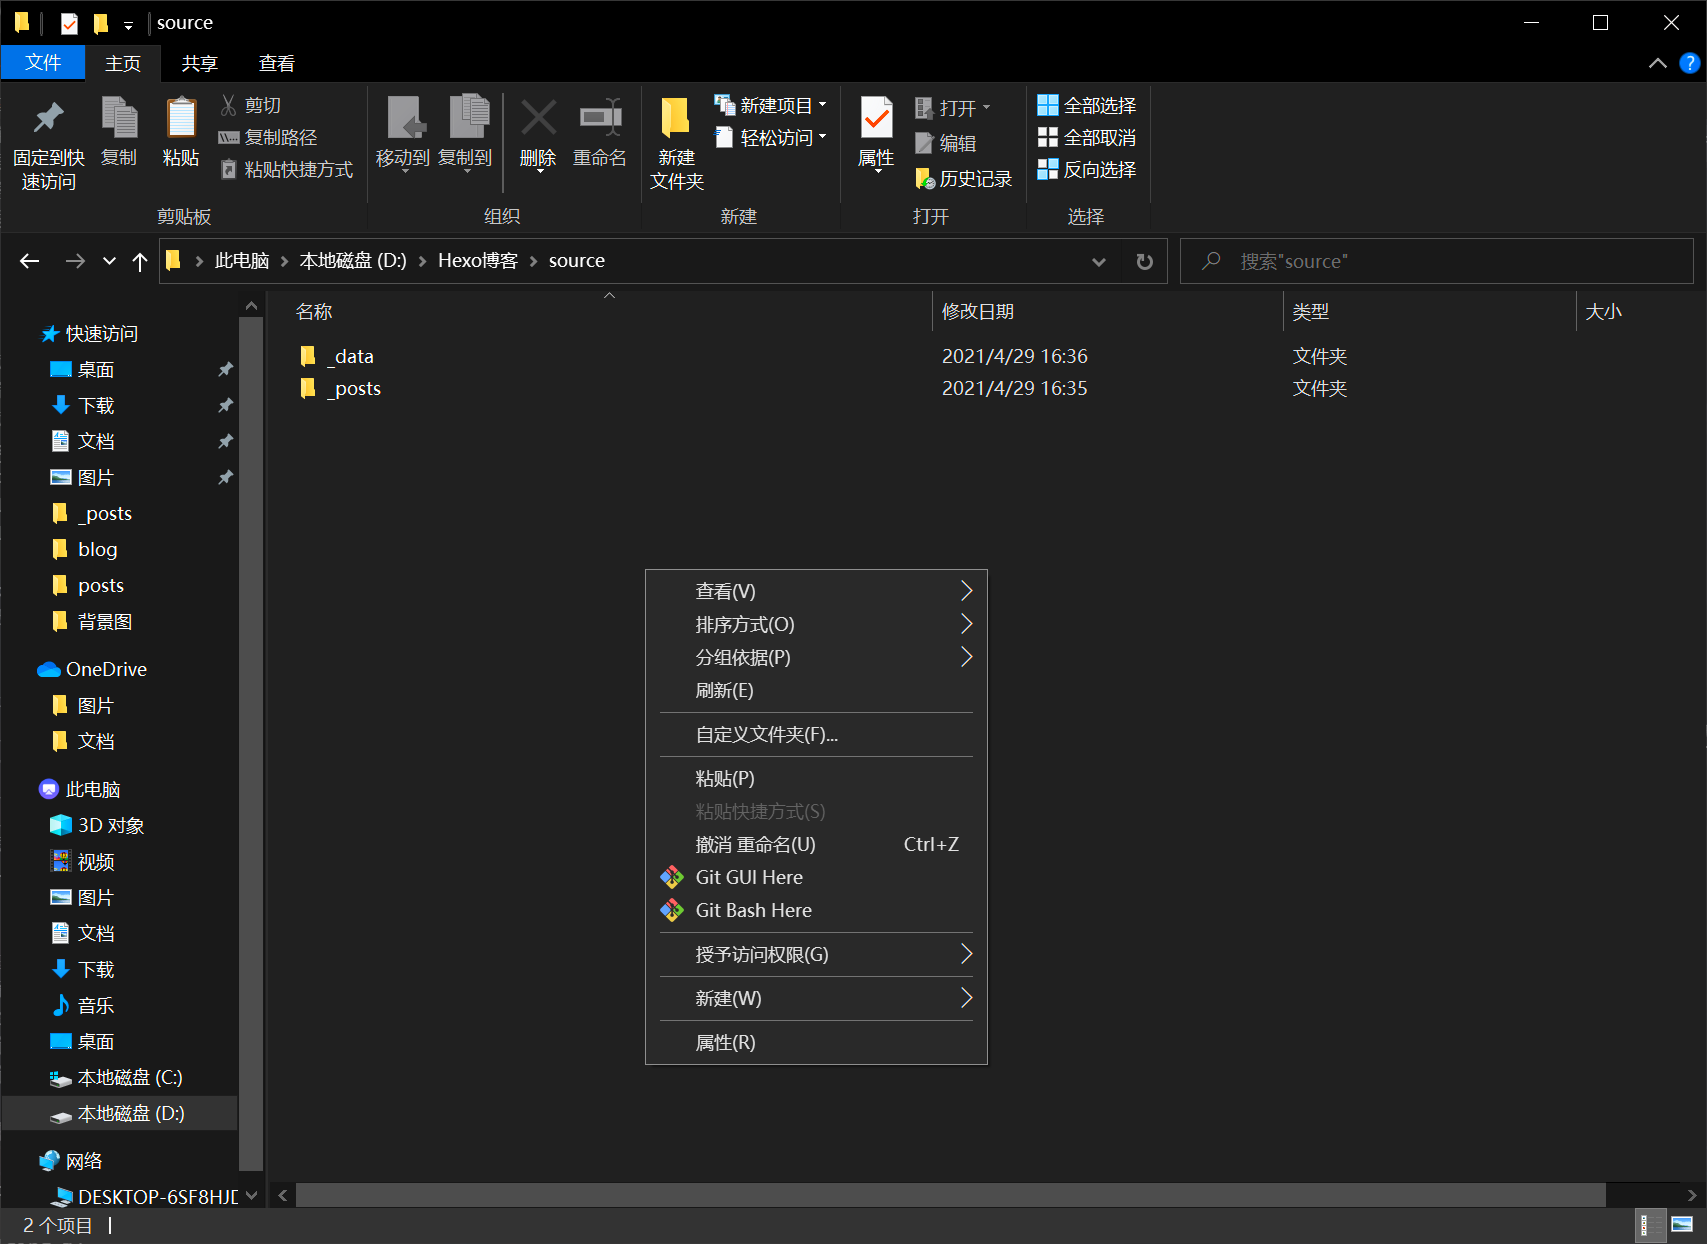 source
文件 主页 共享 查看
固定到快速访问
复制
粘贴
剪切
复制路径
粘贴快捷方式
剪贴板
移动到
复制到
删除
重命名
组织
新建
文件夹
新建项目
轻松访问
新建
属性
打开
编辑
历史记录
打开
全部选择
全部取消
反向选择
选择
此电脑 本地磁盘 (D:) Hexo博客 source
搜索"source"
名称 修改日期 类型 大小
_data 2021/4/29 16:36 文件夹
_posts 2021/4/29 16:35 文件夹
快速访问
桌面
下载
文档
图片
_posts
blog
posts
背景图
OneDrive
图片
文档
此电脑
3D 对象
视频
图片
文档
下载
音乐
桌面
本地磁盘 (C:)
本地磁盘 (D:)
网络
DESKTOP-6SF8HJD
查看(V)
排序方式(O)
分组依据(P)
刷新(E)
自定义文件夹(F)...
粘贴(P)
粘贴快捷方式(S)
撤消 重命名(U) Ctrl+Z
Git GUI Here
Git Bash Here
授予访问权限(G)
新建(W)
属性(R)
2 个项目